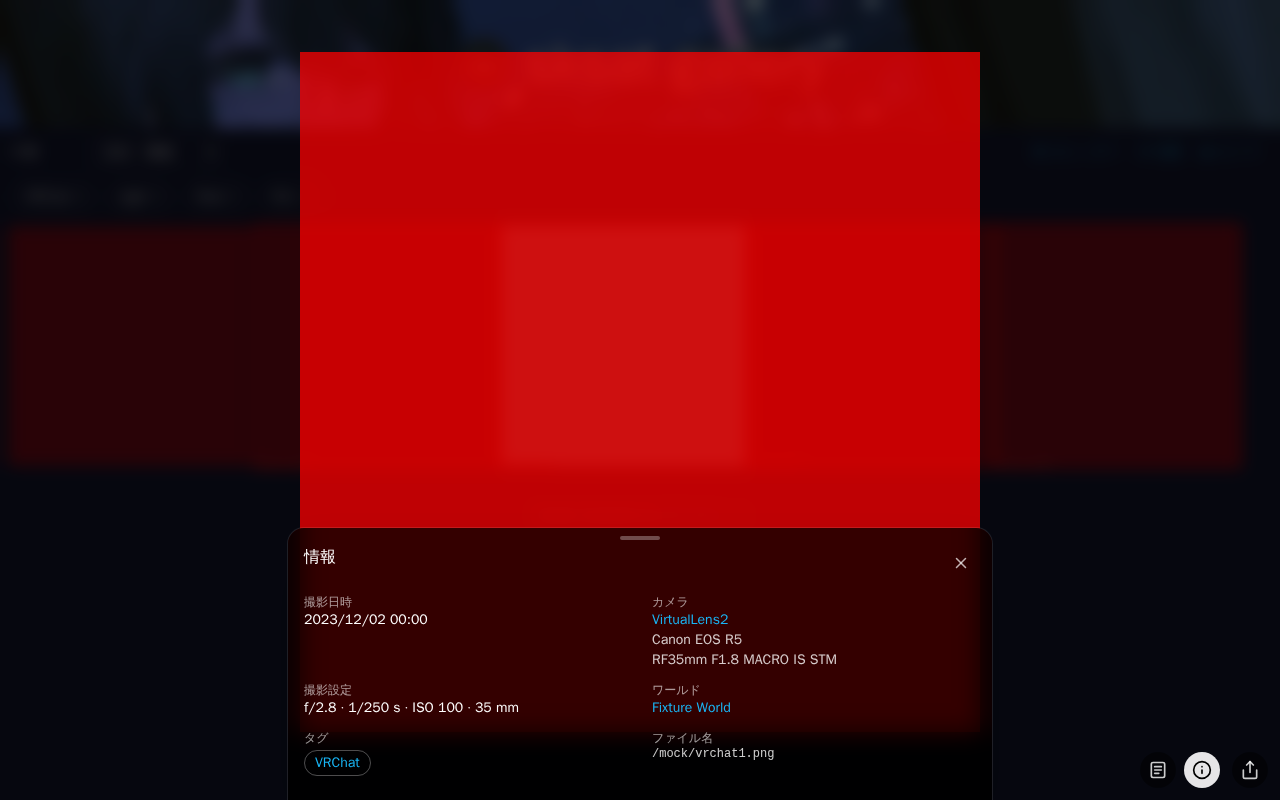 情報
撮影日時
2023/12/02 00:00
カメラ
VirtualLens2
Canon EOS R5
RF35mm F1.8 MACRO IS STM
撮影設定
f/2.8 · 1/250 s · ISO 100 · 35 mm
ワールド
Fixture World
タグ
VRChat
ファイル名
/mock/vrchat1.png